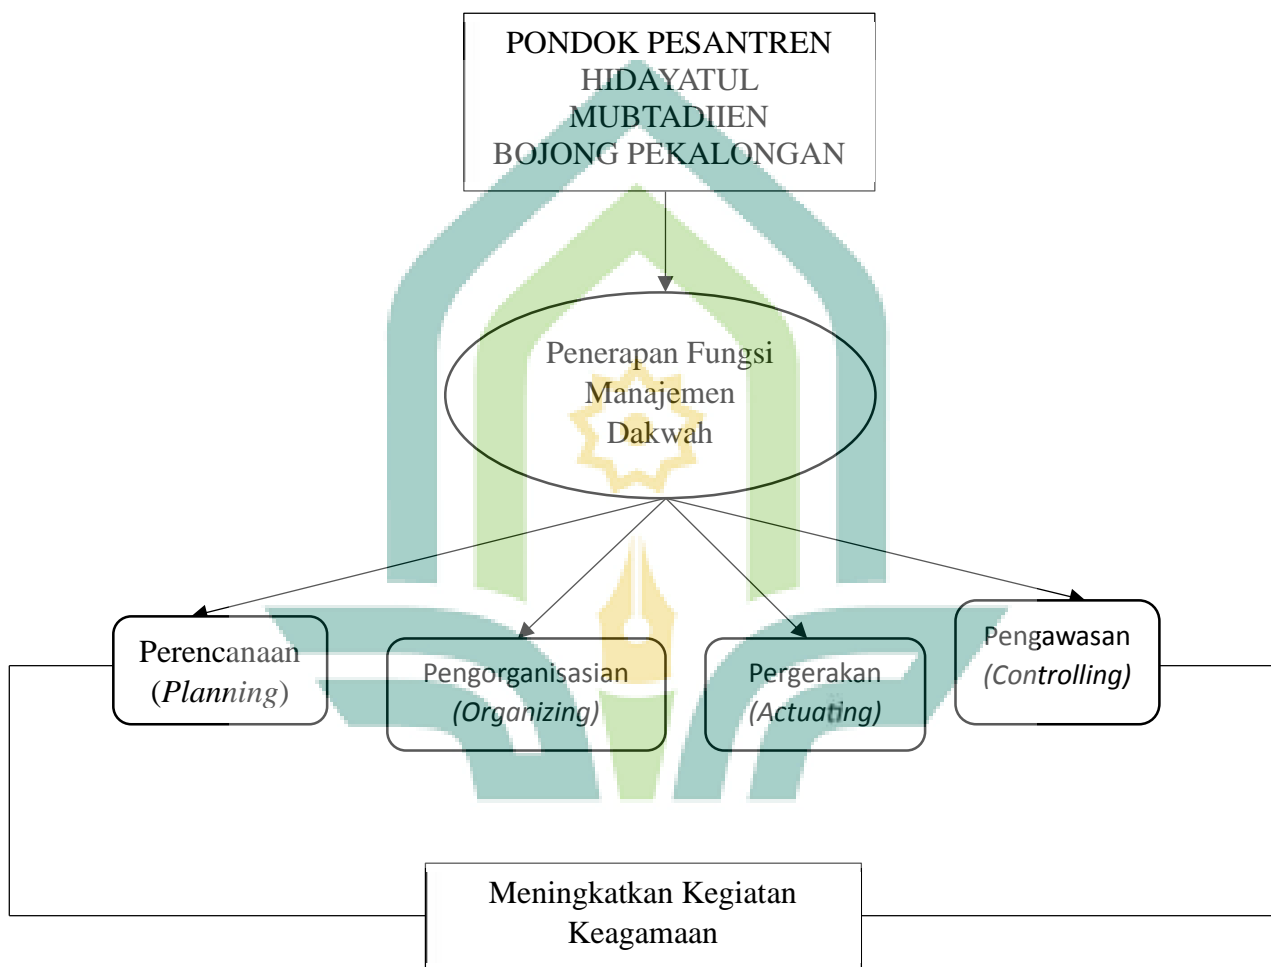 PONDOK PESANTREN
HIDAYATUL
MUBTADIIEN
BOJONG PEKALONGAN
Penerapan Fungsi
Manajemen
Dakwah
Perencanaan
(Planning)
Pengorganisasian
(Organizing)
Pergerakan
(Actuating)
Pengawasan
(Controlling)
Meningkatkan Kegiatan
Keagamaan